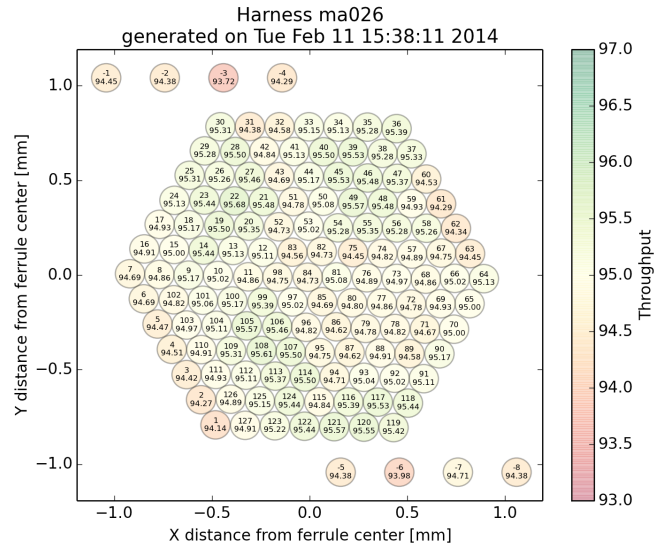 Harness ma026
generated on Tue Feb 11 15:38:11 2014
-1 -2 -3 -4
94.45 94.38 93.72 94.29
30 31 32 33 34 35 36
95.31 94.38 94.58 95.15 95.13 95.28 95.39
29 28 42 41 40 39 38 37
95.28 95.50 94.84 95.13 95.50 95.53 95.28 95.33
25 26 27 43 44 45 46 47 60
95.31 95.26 95.46 94.69 95.17 95.53 95.48 95.37 94.53
24 23 22 21 51 50 49 48 59 61
95.13 95.44 95.68 95.48 94.78 95.08 95.57 95.48 94.93 94.29
17 18 19 20 52 53 54 55 56 58 62
94.93 95.17 95.50 95.35 94.73 95.02 95.28 95.35 95.28 95.26 94.34
16 15 14 13 12 83 82 75 74 57 67 63
94.91 95.00 95.44 95.13 95.11 94.56 94.73 94.45 94.82 94.89 94.75 94.45
7 8 9 10 11 98 84 81 76 73 68 66 64
94.69 94.86 95.17 95.02 94.86 94.75 94.73 95.08 94.89 94.97 94.86 95.02 95.13
6 102 101 100 99 97 85 80 77 72 69 65
94.69 94.82 95.06 95.17 95.39 95.02 94.69 94.80 94.86 94.78 94.93 95.00
5 103 104 105 106 96 86 79 78 71 70
94.47 94.97 95.11 95.57 95.46 94.82 94.62 94.78 94.82 94.67 95.00
4 110 109 108 107 95 87 88 89 90
94.51 94.91 95.31 95.61 95.50 94.75 94.62 94.91 94.58 95.17
3 111 112 113 114 94 93 92 91
94.42 94.93 95.11 95.37 95.50 94.71 95.04 95.02 95.11
2 126 125 124 115 116 117 118
94.27 94.89 95.15 95.44 94.84 95.39 95.53 95.44
1 127 123 122 121 120 119
94.14 94.91 95.22 95.44 95.57 95.55 95.42
-5 -6 -7 -8
94.38 93.98 94.71 94.38
1.0
0.5
0.0
−0.5
−1.0
Y distance from ferrule center [mm]
−1.0 −0.5 0.0 0.5 1.0
X distance from ferrule center [mm]
97.0
96.5
96.0
95.5
95.0
94.5
94.0
93.5
93.0
Throughput